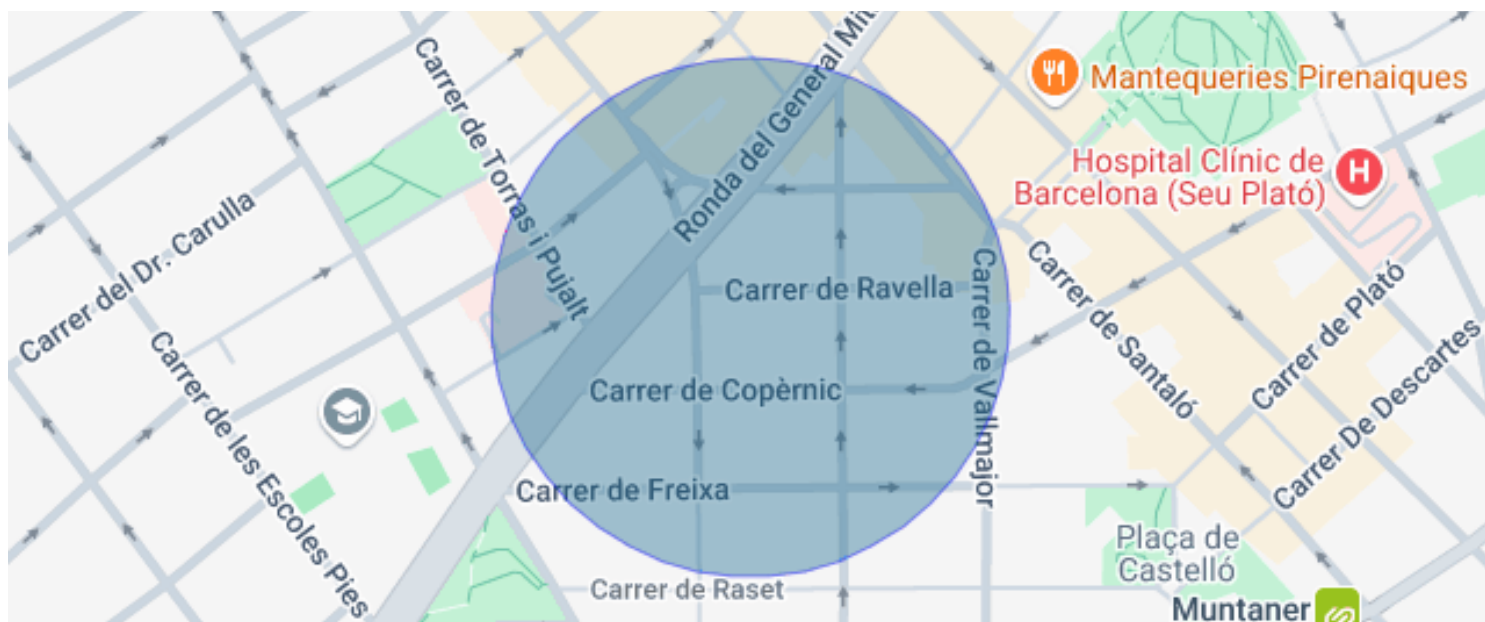 Carrer de Torras i Pujalt
Ronda del General Mit
Mantequeries Pirenaiques
Hospital Clínic de
Barcelona (Seu Plató)
H
Carrer del Dr. Carulla
Carrer de Ravella
Carrer de Vallmajor
Carrer de Santaló
Carrer de Plató
Carrer De Descartes
Carrer de les Escoles Pies
Carrer de Copèrnic
Carrer de Freixa
Plaça de
Castelló
Carrer de Raset
Muntaner